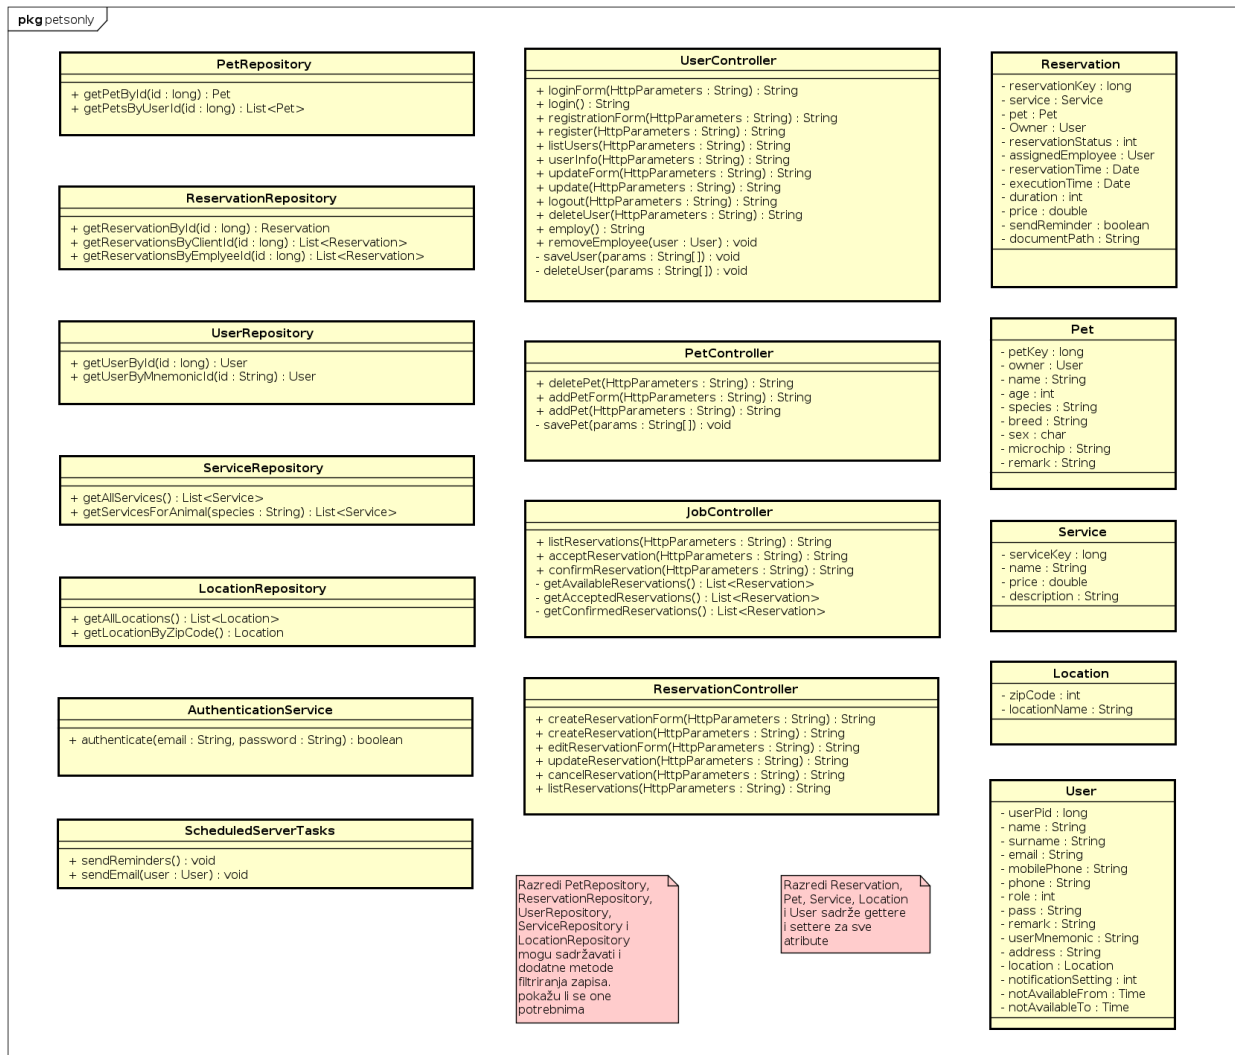 pkg petsonly
PetRepository
+ getPetById(id : long) : Pet
+ getPetsByUserId(id : long) : List<Pet>
ReservationRepository
+ getReservationById(id : long) : Reservation
+ getReservationsByClientId(id : long) : List<Reservation>
+ getReservationsByEmplyeeId(id : long) : List<Reservation>
UserRepository
+ getUserById(id : long) : User
+ getUserByMnemonicId(id : String) : User
ServiceRepository
+ getAllServices() : List<Service>
+ getServicesForAnimal(species : String) : List<Service>
LocationRepository
+ getAllLocations() : List<Location>
+ getLocationByZipCode() : Location
AuthenticationService
+ authenticate(email : String, password : String) : boolean
ScheduledServerTasks
+ sendReminders() : void
+ sendEmail(user : User) : void
UserController
+ loginForm(HttpParameters : String) : String
+ login() : String
+ registrationForm(HttpParameters : String) : String
+ register(HttpParameters : String) : String
+ listUsers(HttpParameters : String) : String
+ userInfo(HttpParameters : String) : String
+ updateForm(HttpParameters : String) : String
+ update(HttpParameters : String) : String
+ logout(HttpParameters : String) : String
+ deleteUser(HttpParameters : String) : String
+ employ() : String
+ removeEmployee(user : User) : void
- saveUser(params : String[]) : void
- deleteUser(params : String[]) : void
PetController
+ deletePet(HttpParameters : String) : String
+ addPetForm(HttpParameters : String) : String
+ addPet(HttpParameters : String) : String
- savePet(params : String[]) : void
JobController
+ listReservations(HttpParameters : String) : String
+ acceptReservation(HttpParameters : String) : String
+ confirmReservation(HttpParameters : String) : String
- getAvailableReservations() : List<Reservation>
- getAcceptedReservations() : List<Reservation>
- getConfirmedReservations() : List<Reservation>
ReservationController
+ createReservationForm(HttpParameters : String) : String
+ createReservation(HttpParameters : String) : String
+ editReservationForm(HttpParameters : String) : String
+ updateReservation(HttpParameters : String) : String
+ cancelReservation(HttpParameters : String) : String
+ listReservations(HttpParameters : String) : String
Razredi PetRepository,
ReservationRepository,
UserRepository,
ServiceRepository i
LocationRepository
mogu sadržavati i
dodatne metode
filtriranja zapisa.
pokažu li se one
potrebnima
Razredi Reservation,
Pet, Service, Location
i User sadrže gettere
i settere za sve
atribute
Reservation
- reservationKey : long
- service : Service
- pet : Pet
- Owner : User
- reservationStatus : int
- assignedEmployee : User
- reservationTime : Date
- executionTime : Date
- duration : int
- price : double
- sendReminder : boolean
- documentPath : String
Pet
- petKey : long
- owner : User
- name : String
- age : int
- species : String
- breed : String
- sex : char
- microchip : String
- remark : String
Service
- serviceKey : long
- name : String
- price : double
- description : String
Location
- zipCode : int
- locationName : String
User
- userPid : long
- name : String
- surname : String
- email : String
- mobilePhone : String
- phone : String
- role : int
- pass : String
- remark : String
- userMnemonic : String
- address : String
- location : Location
- notificationSetting : int
- notAvailableFrom : Time
- notAvailableTo : Time